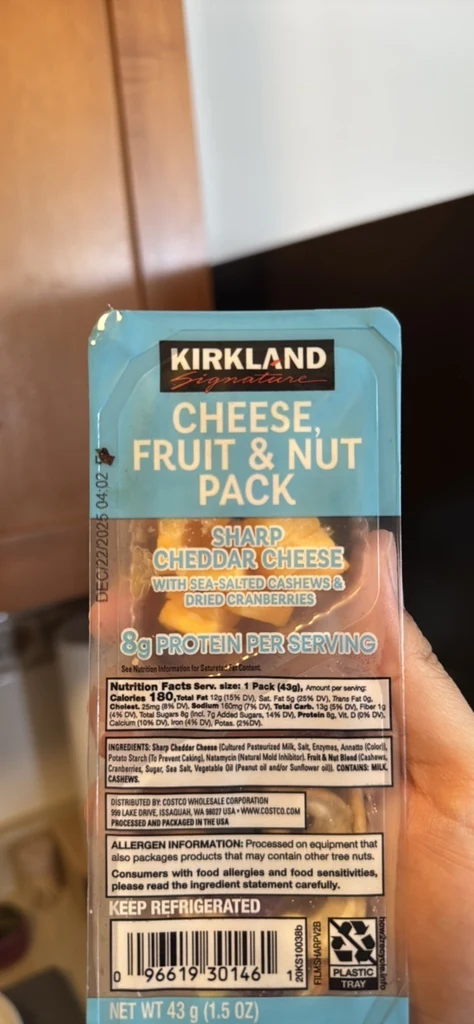 KIRKLAND
Signature
CHEESE,
FRUIT & NUT
PACK
DEC/22/2025 04:02
SHARP
CHEDDAR CHEESE
WITH SEA-SALTED CASHEWS &
DRIED CRANBERRIES
8g PROTEIN PER SERVING
See Nutrition Information for Saturated Fat Content.
Nutrition Facts Serv. size: 1 Pack (43g), Amount per serving:
Calories 180, Total Fat 12g (15% DV), Sat. Fat 5g (25% DV), Trans Fat 0g,
Cholest. 25mg (8% DV), Sodium 160mg (7% DV), Total Carb. 13g (5% DV), Fiber 1g
(4% DV), Total Sugars 8g (Incl. 7g Added Sugars, 14% DV), Protein 8g, Vit. D (0% DV),
Calcium (10% DV), Iron (4% DV), Potas. (2%DV).
INGREDIENTS: Sharp Cheddar Cheese (Cultured Pasteurized Milk, Salt, Enzymes, Annatto (Color)),
Potato Starch (To Prevent Caking), Natamycin (Natural Mold Inhibitor). Fruit & Nut Blend (Cashews,
Cranberries, Sugar, Sea Salt, Vegetable Oil (Peanut oil and/or Sunflower oil)). CONTAINS: MILK,
CASHEWS.
DISTRIBUTED BY: COSTCO WHOLESALE CORPORATION
999 LAKE DRIVE, ISSAQUAH, WA 98027 USA • WWW.COSTCO.COM
PROCESSED AND PACKAGED IN THE USA
ALLERGEN INFORMATION: Processed on equipment that
also packages products that may contain other tree nuts.
Consumers with food allergies and food sensitivities,
please read the ingredient statement carefully.
KEEP REFRIGERATED
0 96619 30146 1
20KS10038b
FILMSHARPV2B
PLASTIC
TRAY
how2recycle.info
NET WT 43 g (1.5 OZ)